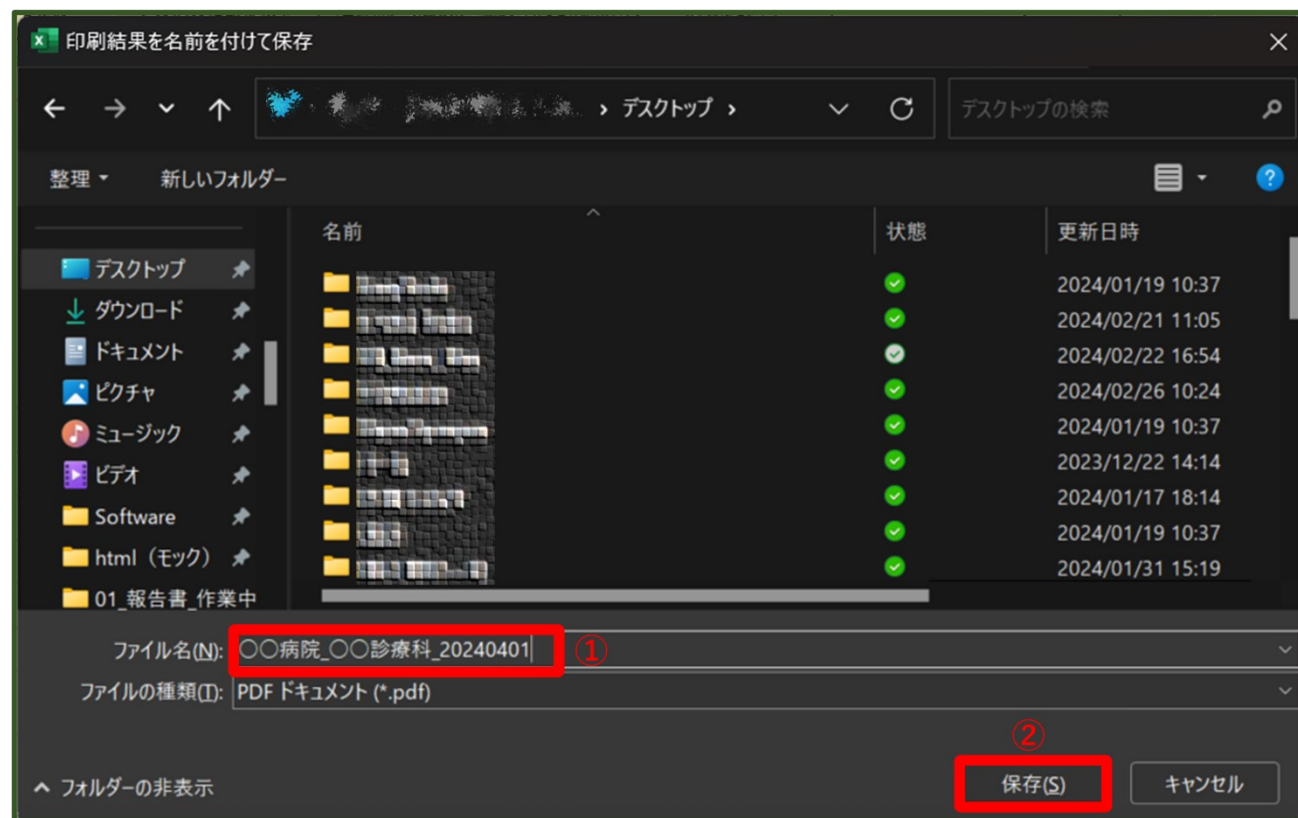 印刷結果を名前を付けて保存
デスクトップ
デスクトップの検索
整理 新しいフォルダー
名前 状態 更新日時
デスクトップ
ダウンロード
ドキュメント
ピクチャ
ミュージック
ビデオ
Software
html（モック）
01_報告書_作業中
2024/01/19 10:37
2024/02/21 11:05
2024/02/22 16:54
2024/02/26 10:24
2024/01/19 10:37
2023/12/22 14:14
2024/01/17 18:14
2024/01/19 10:37
2024/01/31 15:19
ファイル名(N): 〇〇病院_〇〇診療科_20240401 ①
ファイルの種類(T): PDF ドキュメント (*.pdf)
②
フォルダーの非表示 保存(S) キャンセル